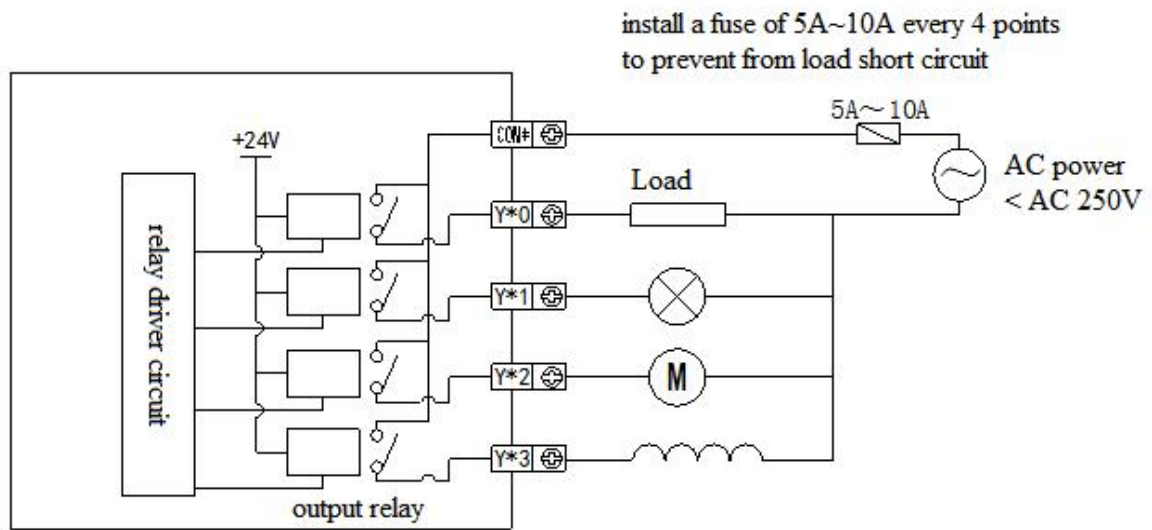 install a fuse of 5A~10A every 4 points
to prevent from load short circuit
5A～10A
+24V
COM#
AC power
< AC 250V
Load
Y*0
relay driver circuit
Y*1
Y*2
M
Y*3
output relay